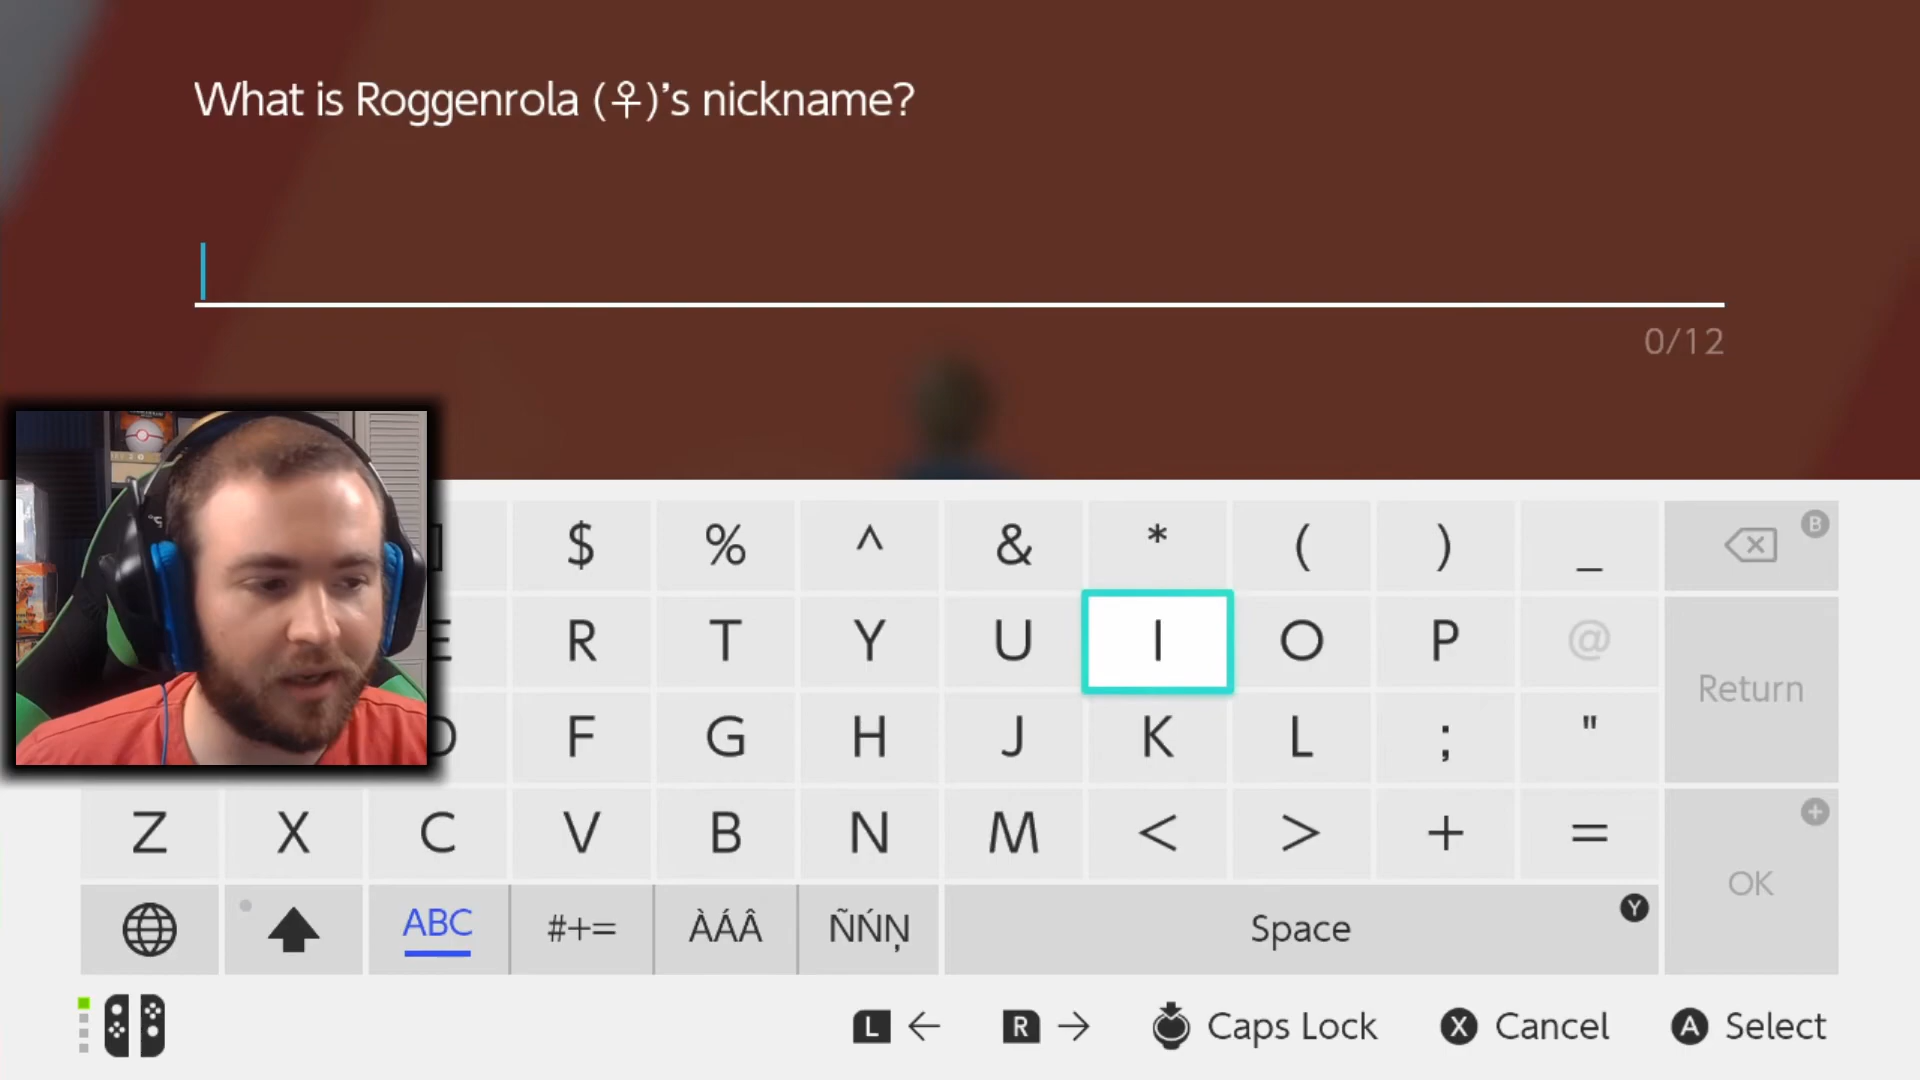 What is Roggenrola (♀)'s nickname?
0/12
$ % ^ & * ( ) _ B
E R T Y U I O P @ Return
D F G H J K L ; "
Z X C V B N M < > + = OK +
ABC #+= ÀÁÂ ÑŃŅ Space Y
L ← R → Caps Lock X Cancel A Select